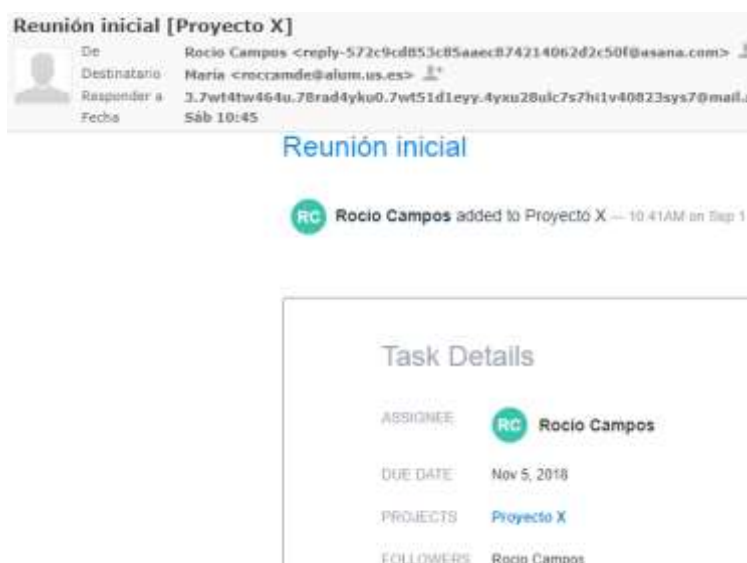 Reunión inicial [Proyecto X]
De Rocio Campos <reply-572c9cd853c85aaec874214062d2c50f@asana.com>
Destinatario María <roccamde@alum.us.es>
Responder a 3.7wt4tw464u.78rad4yku0.7wt51d1eyy.4yxu28ulc7s7hi1v40823sys7@mail.
Fecha Sáb 10:45
Reunión inicial
RC Rocio Campos added to Proyecto X — 10:41AM on Sep 1
Task Details
ASSIGNEE RC Rocio Campos
DUE DATE Nov 5, 2018
PROJECTS Proyecto X
FOLLOWERS Rocio Campos